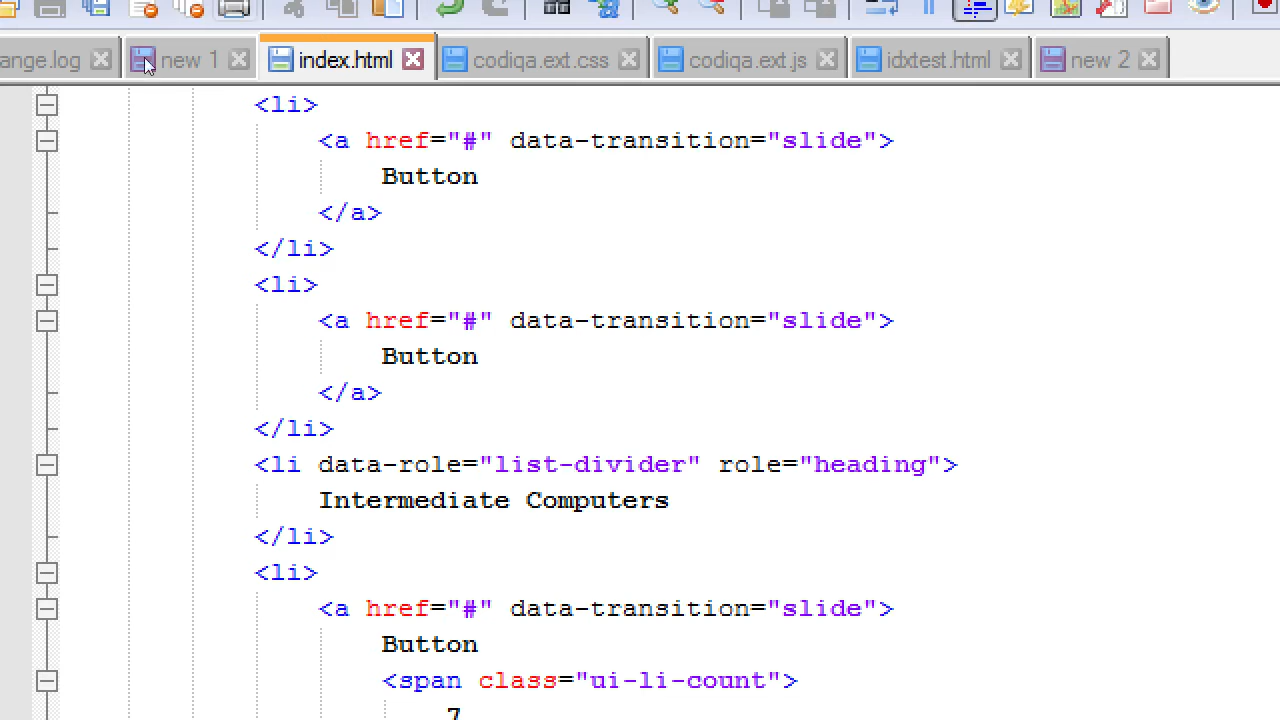 ange.log new 1 index.html codiqa.ext.css codiqa.ext.js idxtest.html new 2
<li>
<a href="#" data-transition="slide">
Button
</a>
</li>
<li>
<a href="#" data-transition="slide">
Button
</a>
</li>
<li data-role="list-divider" role="heading">
Intermediate Computers
</li>
<li>
<a href="#" data-transition="slide">
Button
<span class="ui-li-count">
7